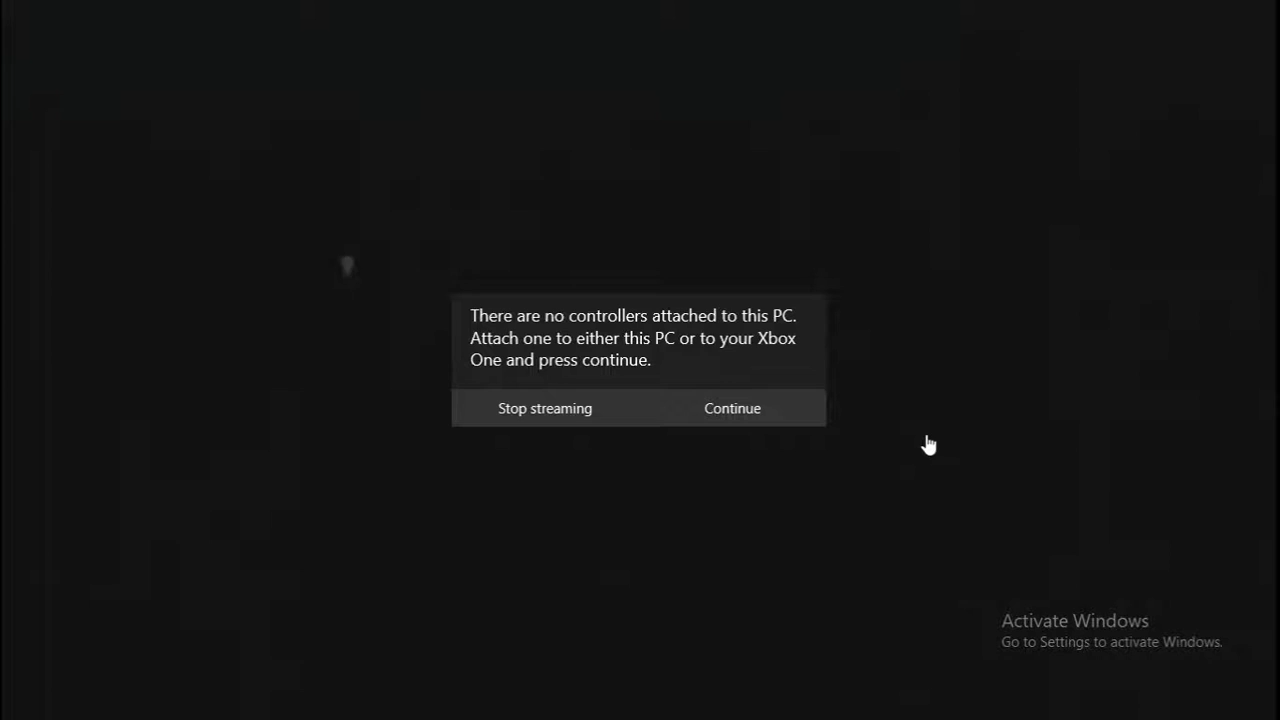 There are no controllers attached to this PC.
Attach one to either this PC or to your Xbox
One and press continue.
Stop streaming
Continue
Activate Windows
Go to Settings to activate Windows.